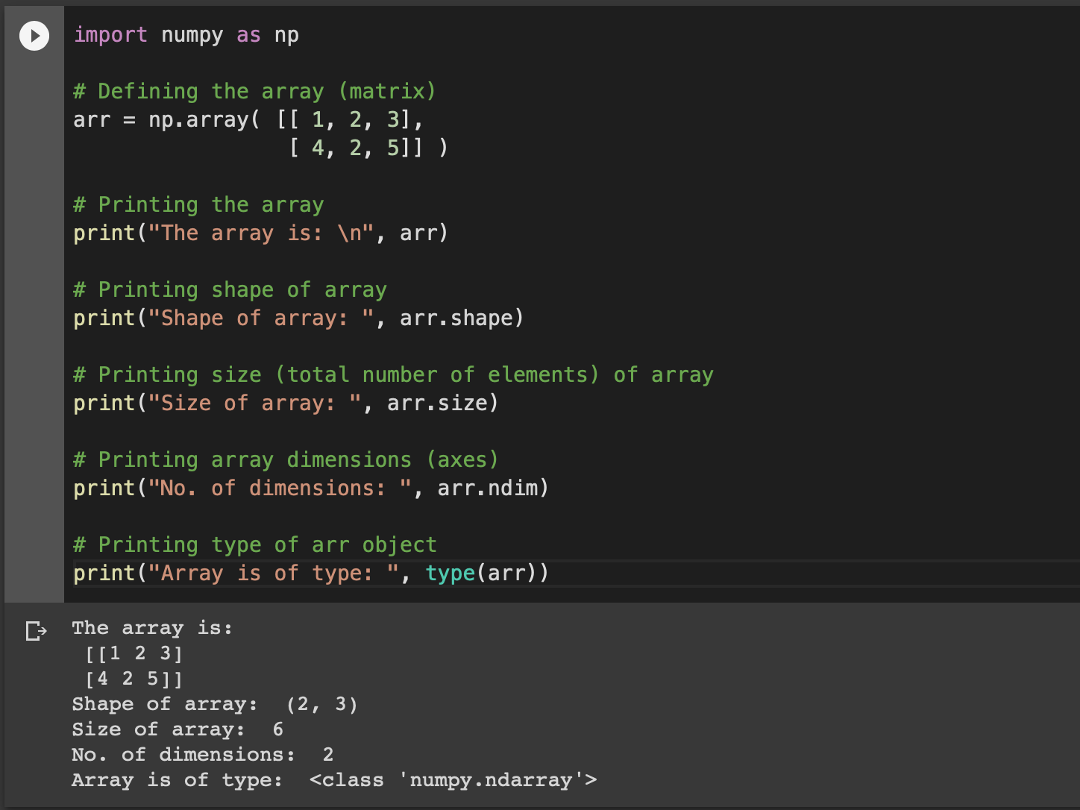 import numpy as np
# Defining the array (matrix)
arr = np.array( [[ 1, 2, 3],
                 [ 4, 2, 5]] )
# Printing the array
print("The array is: \n", arr)
# Printing shape of array
print("Shape of array: ", arr.shape)
# Printing size (total number of elements) of array
print("Size of array: ", arr.size)
# Printing array dimensions (axes)
print("No. of dimensions: ", arr.ndim)
# Printing type of arr object
print("Array is of type: ", type(arr))
The array is:
 [[1 2 3]
 [4 2 5]]
Shape of array:  (2, 3)
Size of array:  6
No. of dimensions:  2
Array is of type:  <class 'numpy.ndarray'>